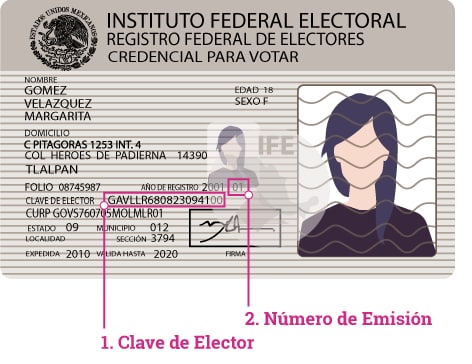 ESTADOS UNIDOS MEXICANOS
INSTITUTO FEDERAL ELECTORAL
REGISTRO FEDERAL DE ELECTORES
CREDENCIAL PARA VOTAR
NOMBRE
GOMEZ
VELAZQUEZ
MARGARITA
EDAD 18
SEXO F
DOMICILIO
C PITAGORAS 1253 INT. 4
COL HEROES DE PADIERNA 14390
TLALPAN
IFE
FOLIO 08745987 AÑO DE REGISTRO 2001 01
CLAVE DE ELECTOR GAVLLR680823094100
CURP GOVS760705MOLMLR01
ESTADO 09 MUNICIPIO 012
LOCALIDAD SECCIÓN 3794
EXPEDIDA 2010 VALIDA HASTA 2020 FIRMA
2. Número de Emisión
1. Clave de Elector